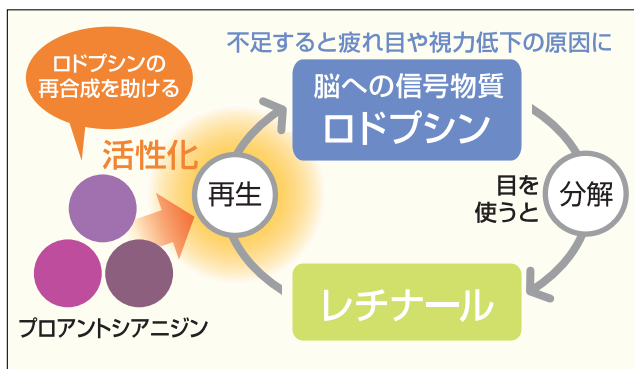 不足すると疲れ目や視力低下の原因に
ロドプシンの
再合成を助ける
脳への信号物質
ロドプシン
活性化
再生
目を
使うと
分解
レチナール
プロアントシアニジン